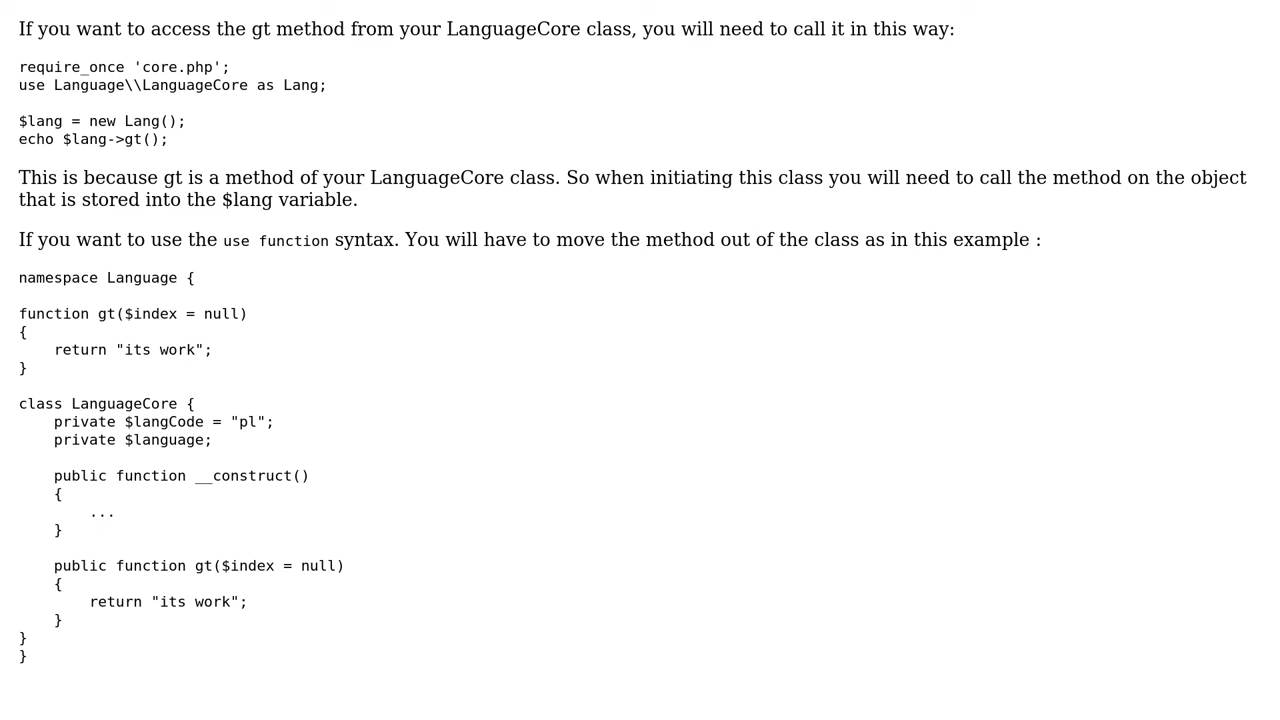 If you want to access the gt method from your LanguageCore class, you will need to call it in this way:
require_once 'core.php';
use Language\\LanguageCore as Lang;
$lang = new Lang();
echo $lang->gt();
This is because gt is a method of your LanguageCore class. So when initiating this class you will need to call the method on the object
that is stored into the $lang variable.
If you want to use the use function syntax. You will have to move the method out of the class as in this example :
namespace Language {
function gt($index = null)
{
    return "its work";
}
class LanguageCore {
    private $langCode = "pl";
    private $language;
    public function __construct()
    {
        ...
    }
    public function gt($index = null)
    {
        return "its work";
    }
}
}